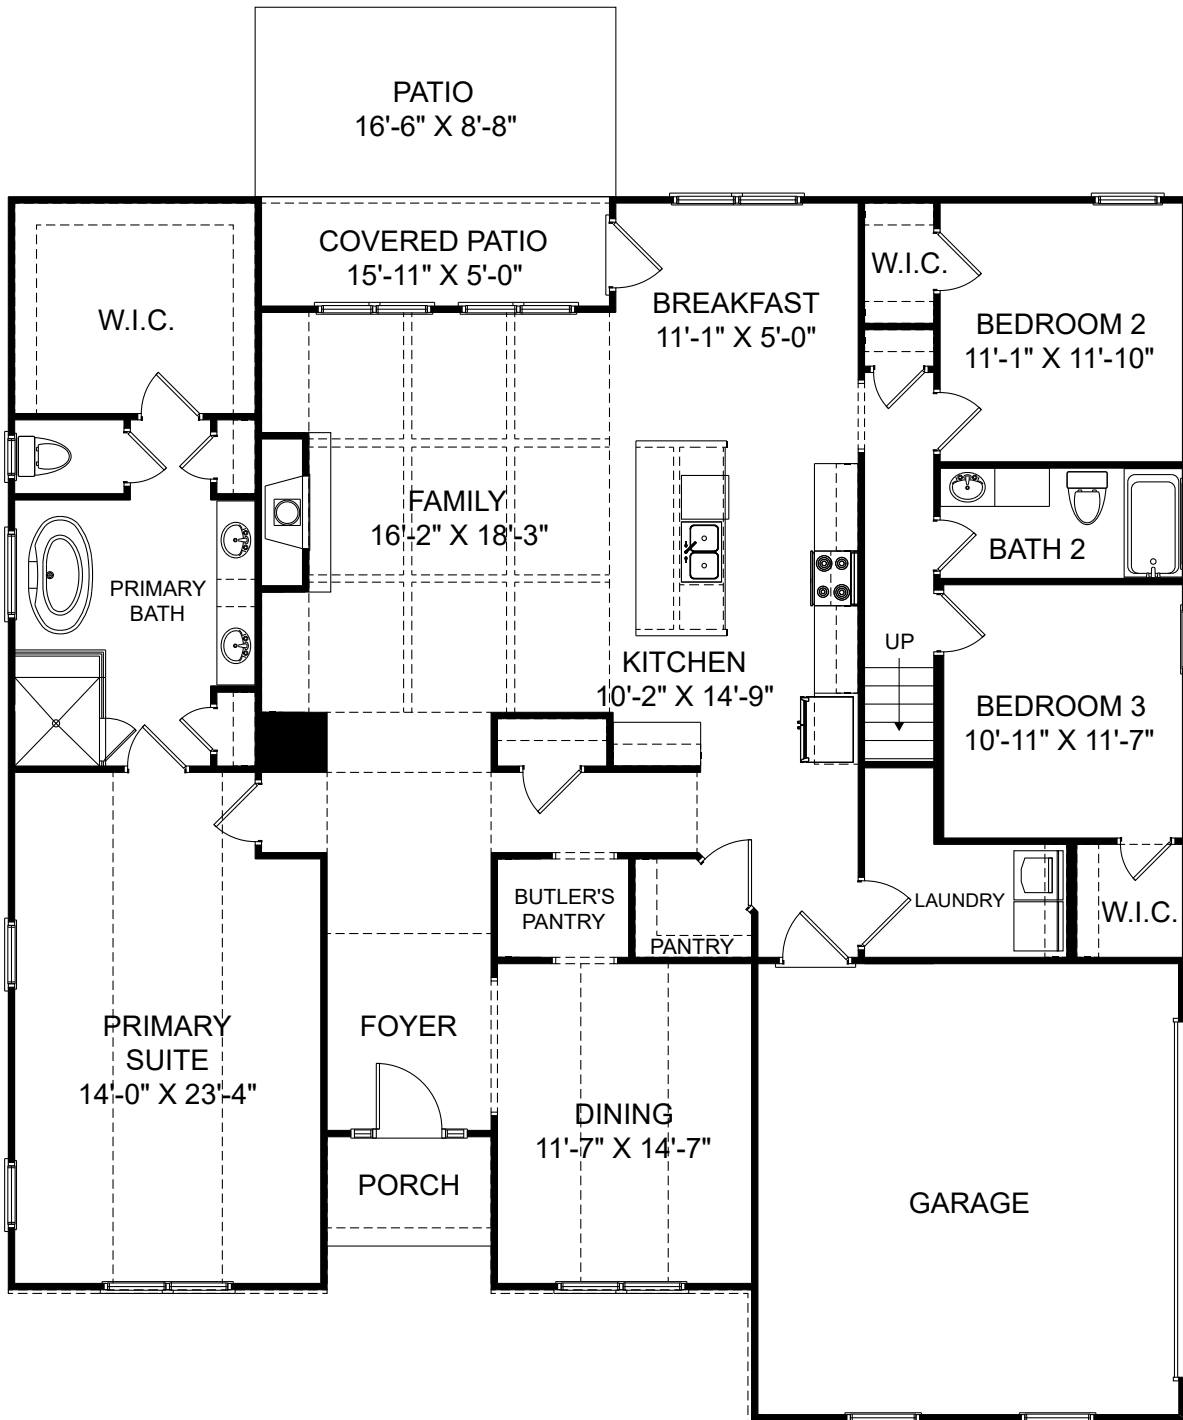 PATIO
16'-6" X 8'-8"
COVERED PATIO
15'-11" X 5'-0"
W.I.C.
W.I.C.
BREAKFAST
11'-1" X 5'-0"
BEDROOM 2
11'-1" X 11'-10"
FAMILY
16'-2" X 18'-3"
BATH 2
PRIMARY
BATH
UP
KITCHEN
10'-2" X 14'-9"
BEDROOM 3
10'-11" X 11'-7"
BUTLER'S
PANTRY
PANTRY
LAUNDRY
W.I.C.
PRIMARY
SUITE
14'-0" X 23'-4"
FOYER
DINING
11'-7" X 14'-7"
PORCH
GARAGE